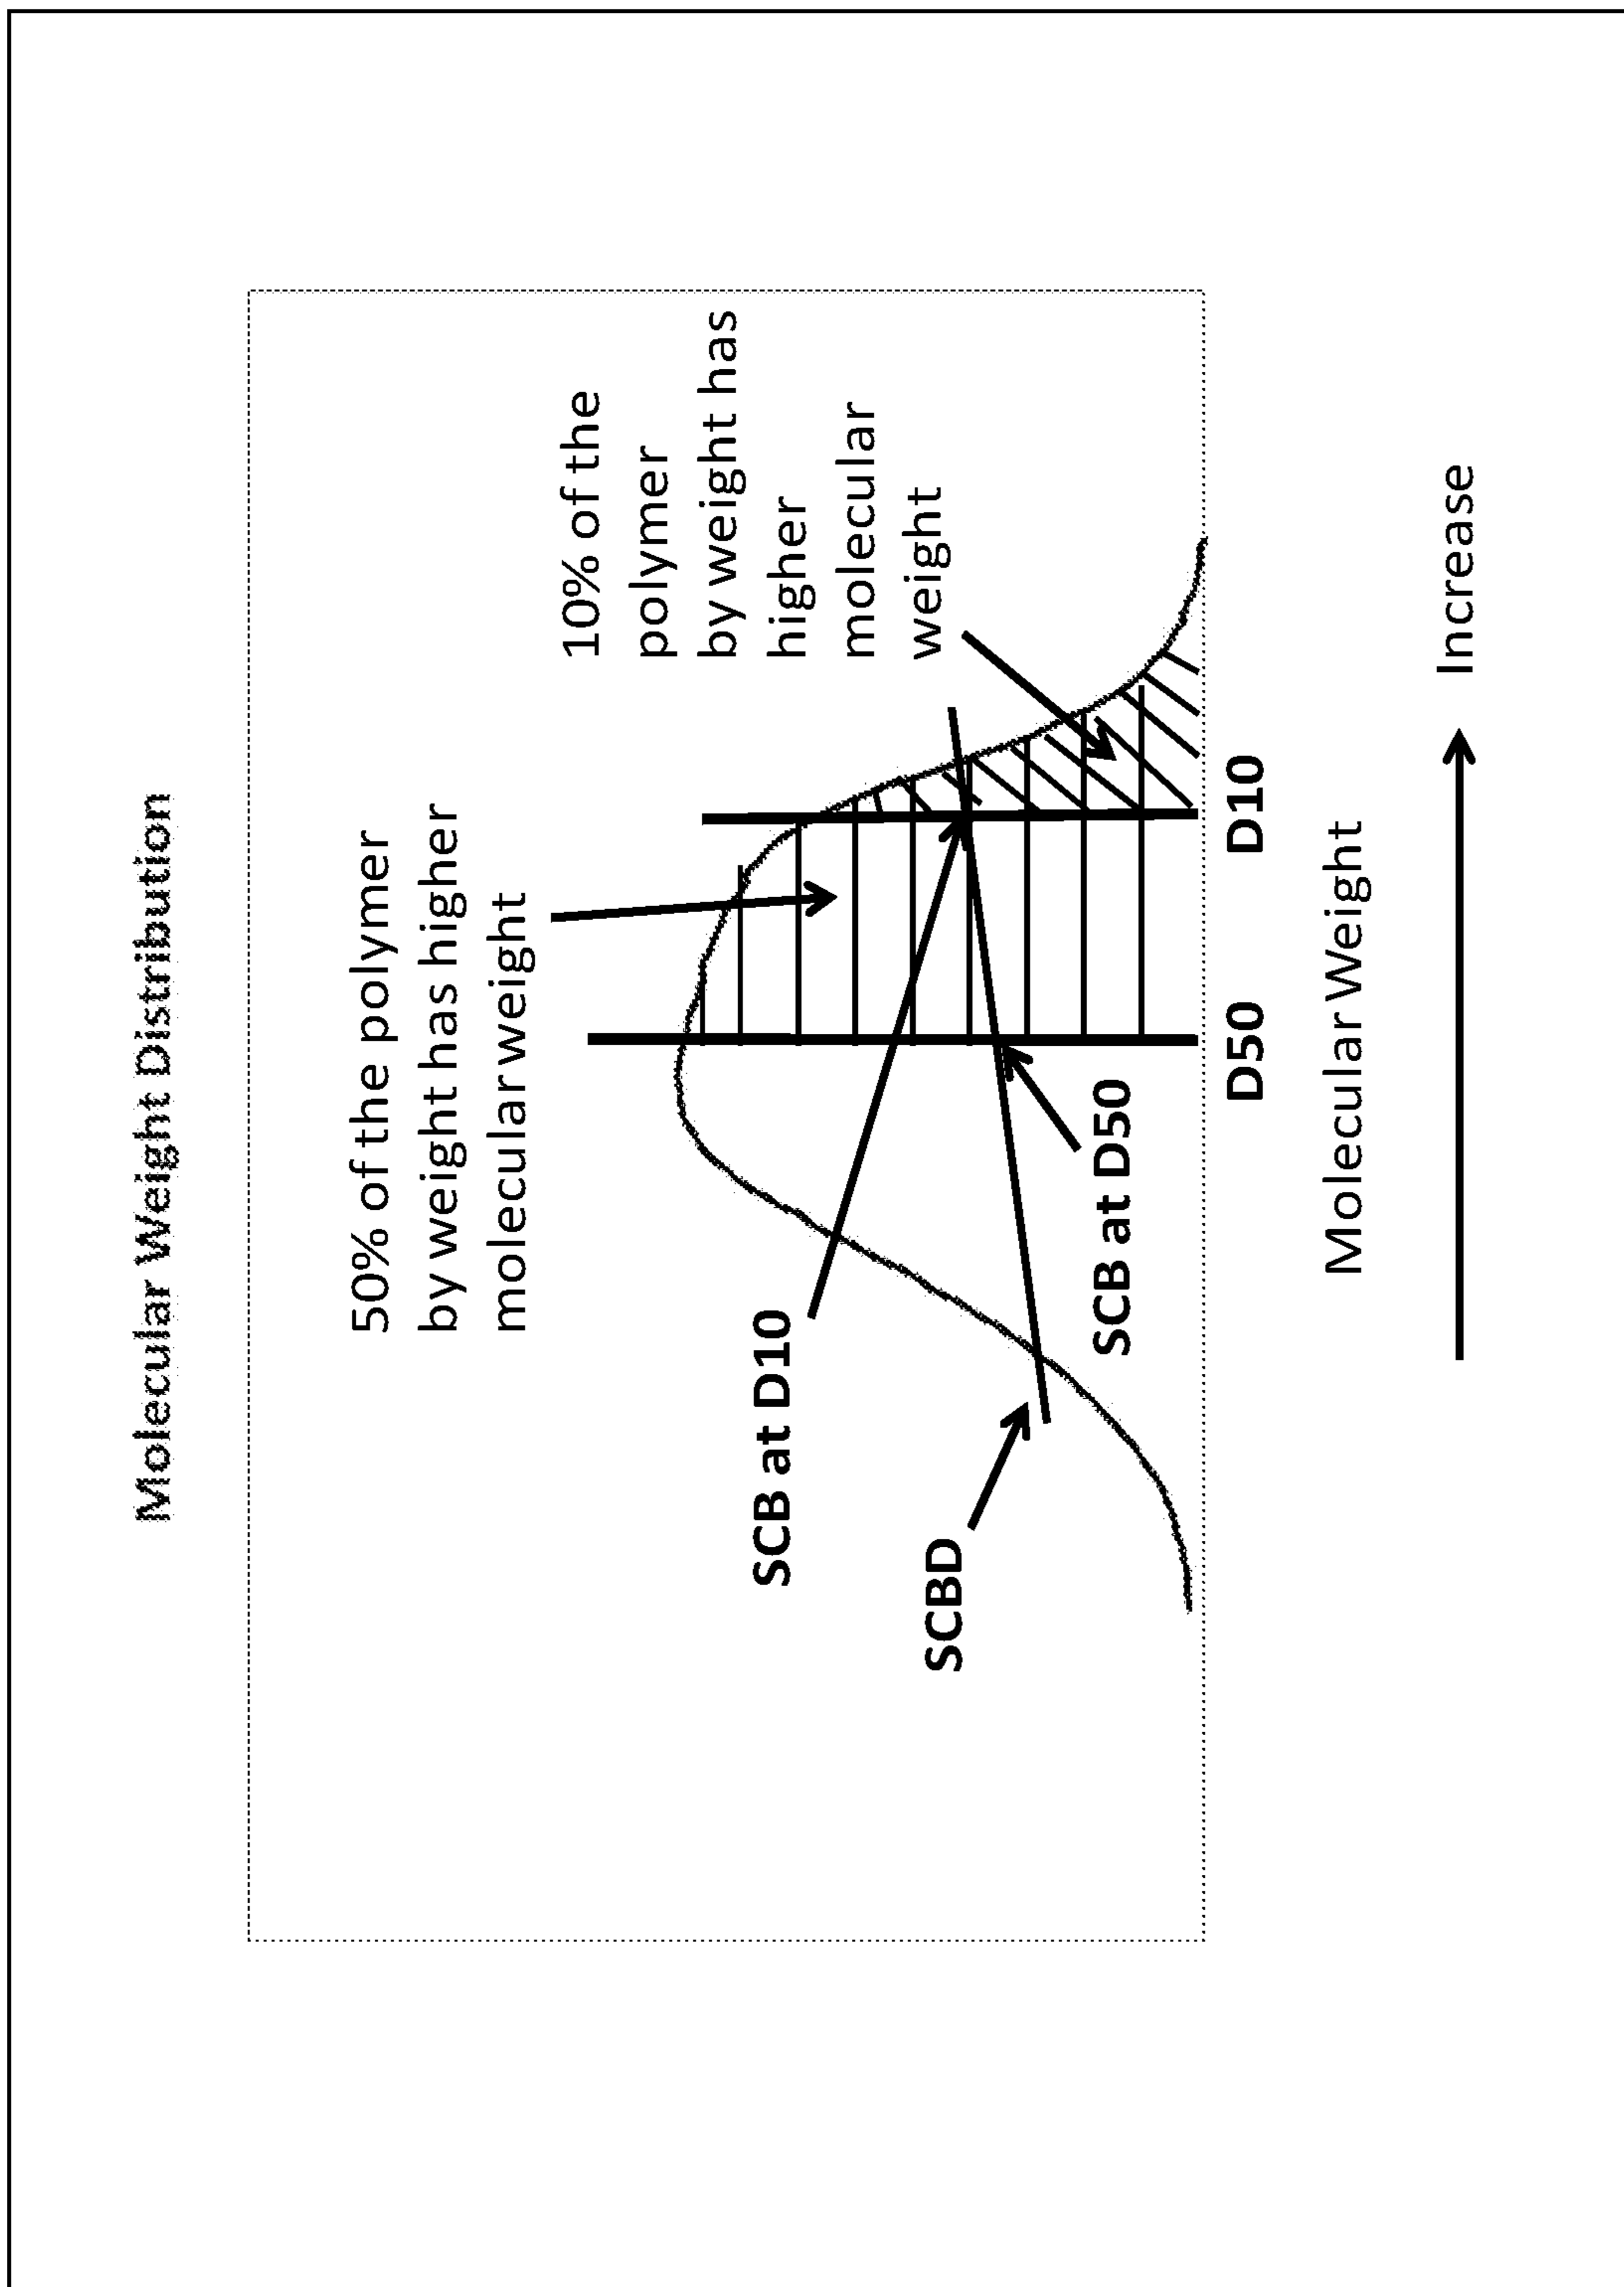 Molecular Weight Distribution
50% of the polymer
by weight has higher
molecular weight
10% of the
polymer
by weight has
higher
molecular
weight
SCB at D10
SCBD
SCB at D50
D50
D10
Molecular Weight
Increase